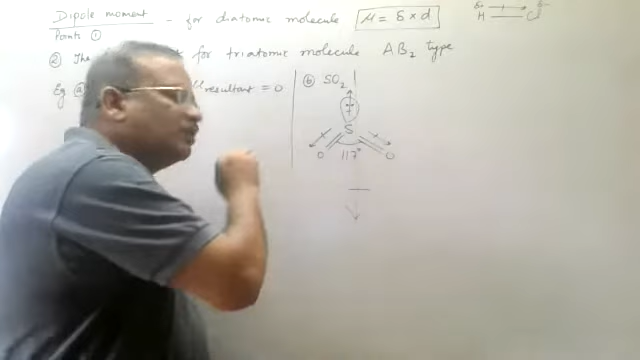 Dipole moment - for diatomic molecule μ = δ × d
δ+ δ-
H Cl
Points ①
② The for triatomic molecule AB₂ type
Eg ⓐ μ resultant = 0 ⓑ SO₂
S
O 117° O